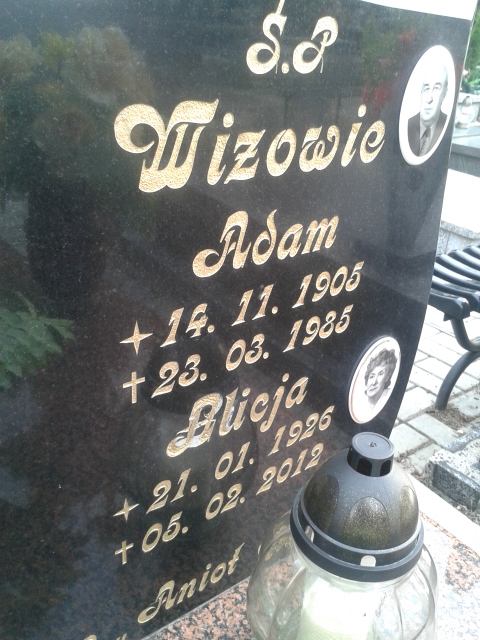 Ś.P
Wizowie
Adam
14. 11. 1905
23. 03. 1985
Alicja
21. 01. 1926
05. 02. 2012
Anioł